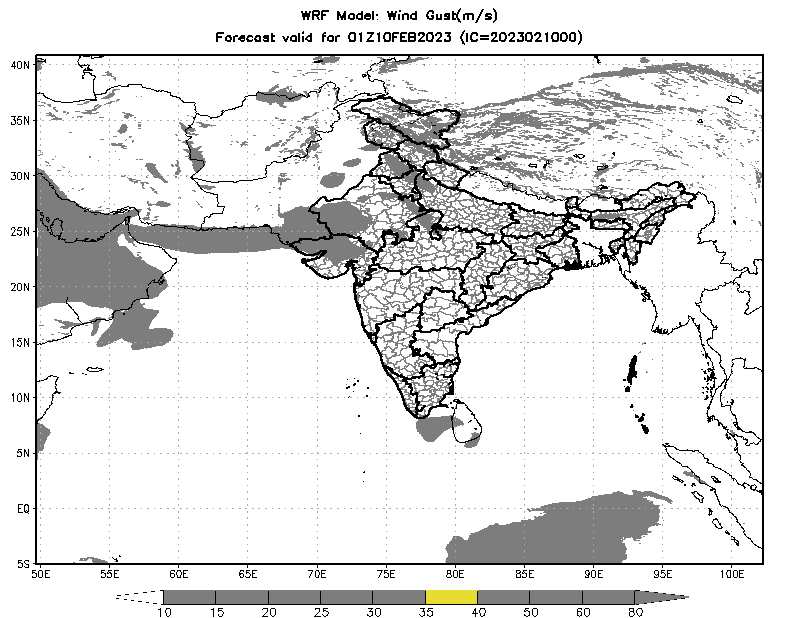 WRF Model: Wind Gust(m/s)
Forecast valid for 01Z10FEB2023 (IC=2023021000)
40N
35N
30N
25N
20N
15N
10N
5N
EQ
5S
50E 55E 60E 65E 70E 75E 80E 85E 90E 95E 100E
10 15 20 25 30 35 40 50 60 80